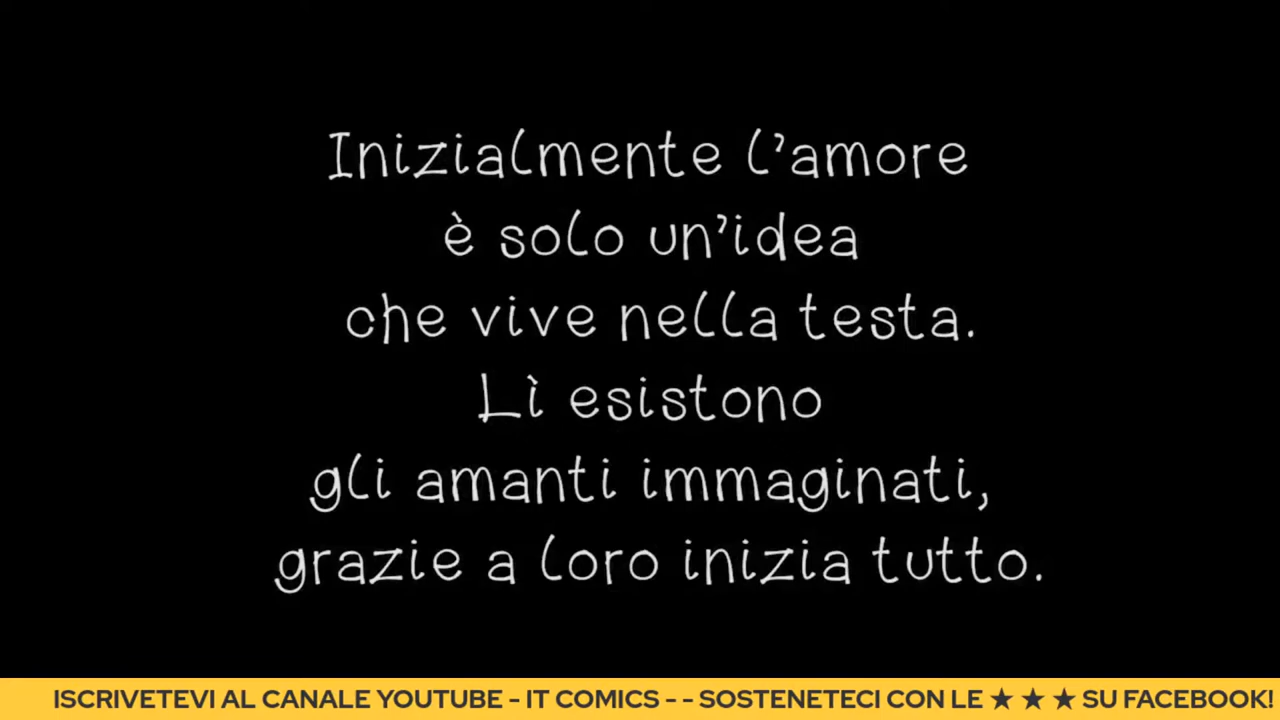 Inizialmente l'amore
è solo un'idea
che vive nella testa.
Lì esistono
gli amanti immaginati,
grazie a loro inizia tutto.
ISCRIVETEVI AL CANALE YOUTUBE - IT COMICS - - SOSTENETECI CON LE ★ ★ ★ SU FACEBOOK!